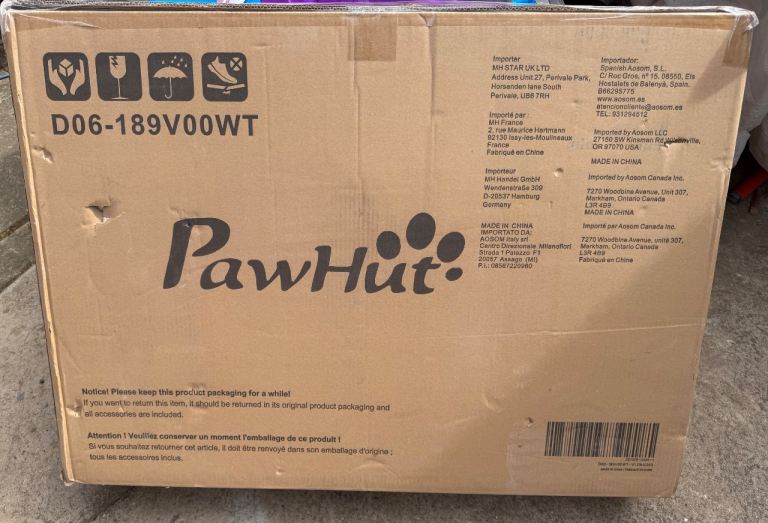 D06-189V00WT
Importer
MH STAR UK LTD
Address Unit 27, Perivale Park,
Horsenden lane South
Perivale, UB6 7RH
Importé par :
MH France
2, rue Maurice Hartmann
92130 Issy-les-Moulineaux
France
Fabriqué en Chine
Importeur
MH Handel GmbH
Wendenstraße 309
D-20537 Hamburg
Germany
MADE IN CHINA
IMPORTATO DA:
AOSOM Italy srl
Centro Direzionale Milanofiori
Strada 1 Palazzo F1
20057 Assago (MI)
P.I.: 08567220960
Importador:
Spanish Aosom, S.L.
C/ Roc Gros, nº 15. 08550, Els
Hostalets de Balenyà, Spain.
B66295775
www.aosom.es
atencioncliente@aosom.es
TEL: 931294512
Imported by Aosom LLC
27150 SW Kinsman Rd Wilsonville,
OR 97070 USA
MADE IN CHINA
Imported by Aosom Canada Inc.
7270 Woodbine Avenue, Unit 307,
Markham, Ontario Canada
L3R 4B9
MADE IN CHINA
Importé par Aosom Canada Inc.
7270 Woodbine Avenue, unité 307,
Markham, Ontario Canada
L3R 4B9
Fabriqué en Chine
PawHut
Notice! Please keep this product packaging for a while!
If you want to return this item, it should be returned in its original product packaging and
all accessories are included.
Attention ! Veuillez conserver un moment l'emballage de ce produit !
Si vous souhaitez retourner cet article, il doit être renvoyé dans son emballage d'origine ;
tous les accessoires inclus.